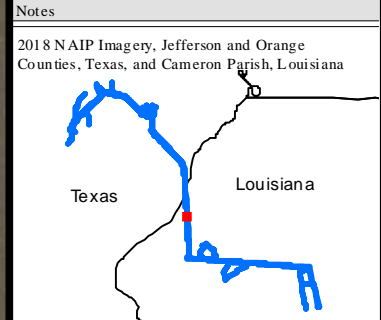 Notes
2018 NAIP Imagery, Jefferson and Orange
Counties, Texas, and Cameron Parish, Louisiana
Texas
Louisiana